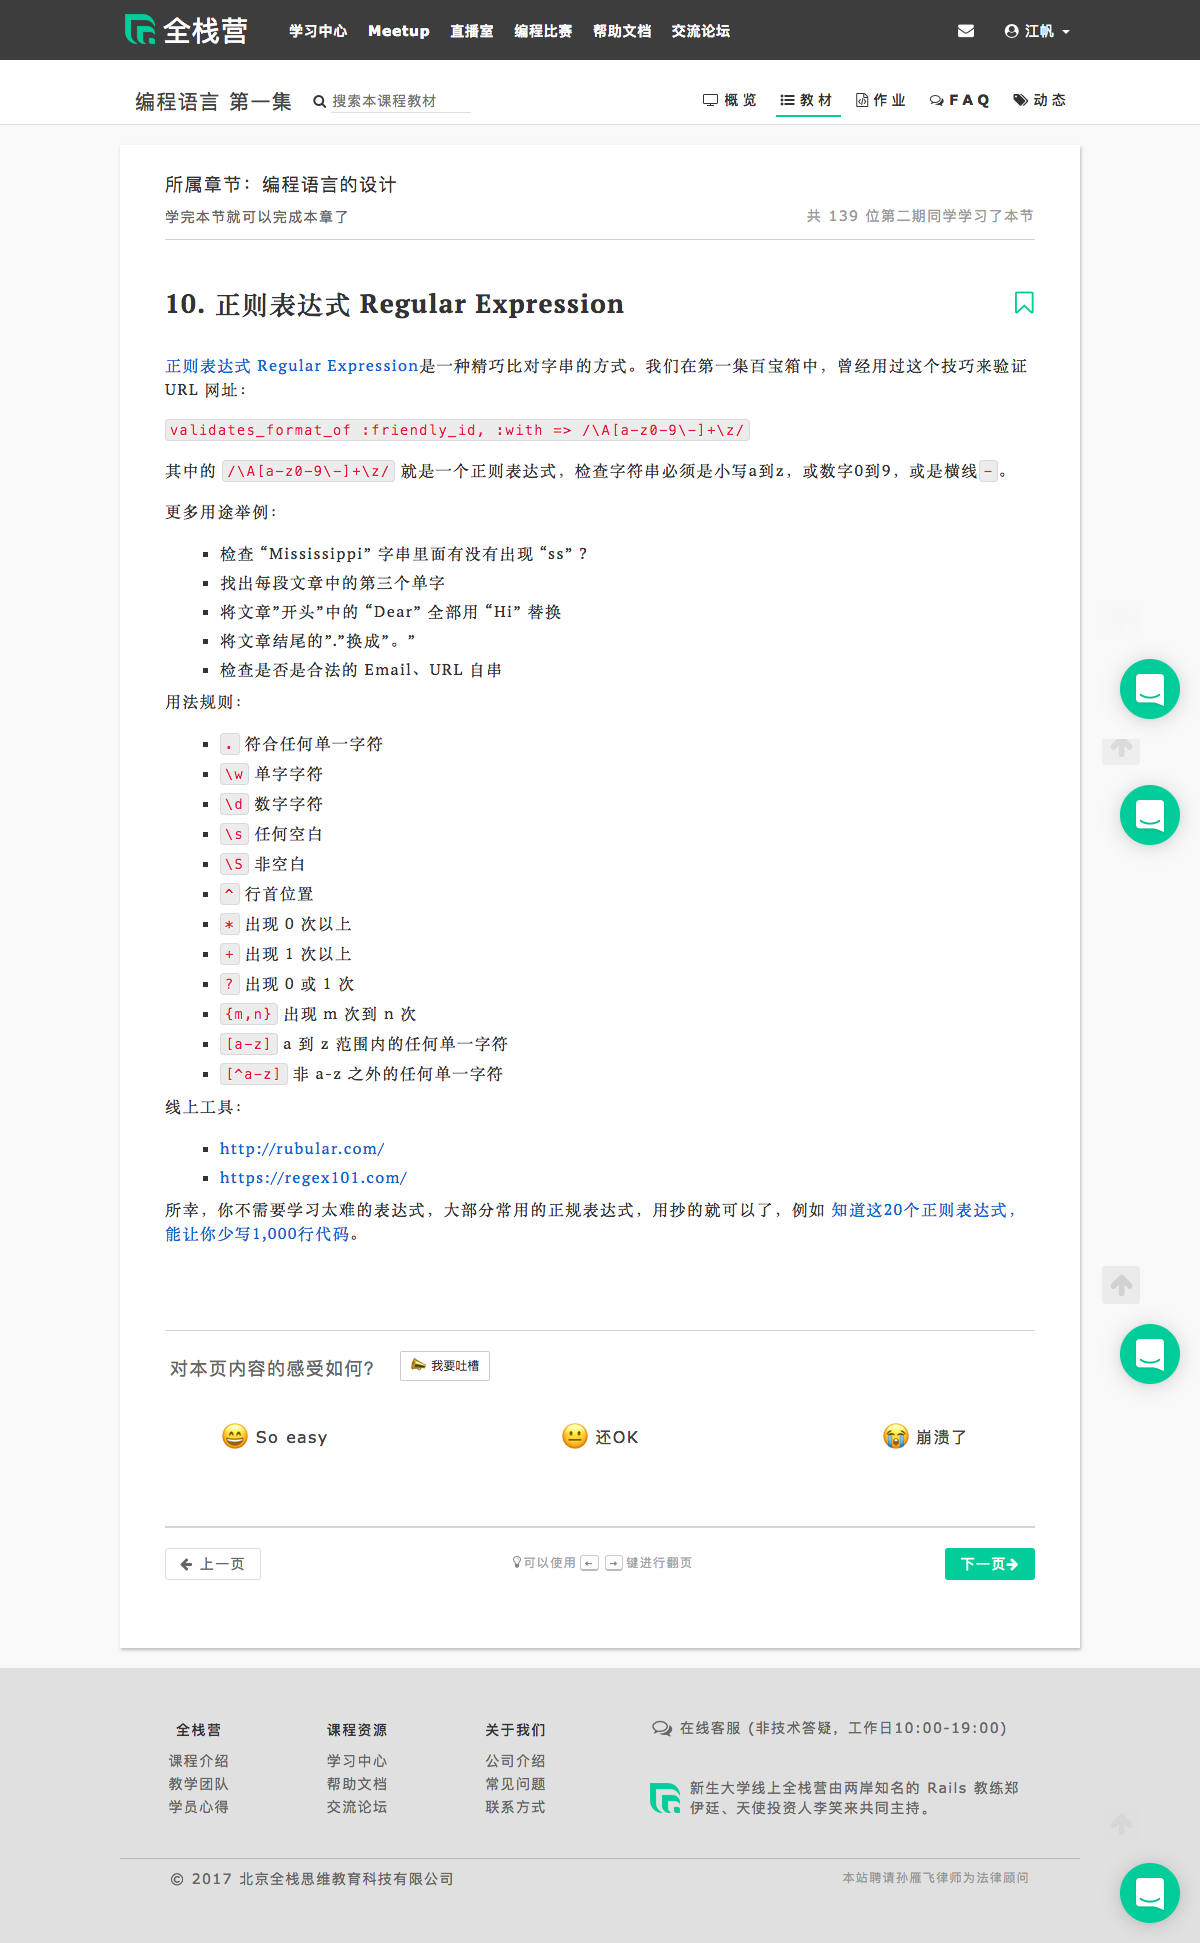 全栈营
学习中心 Meetup 直播室 编程比赛 帮助文档 交流论坛 江帆
编程语言 第一集 搜索本课程教材 概览 教材 作业 FAQ 动态
所属章节：编程语言的设计
学完本节就可以完成本章了 共 139 位第二期同学学习了本节
10. 正则表达式 Regular Expression
正则表达式 Regular Expression是一种精巧比对字串的方式。我们在第一集百宝箱中，曾经用过这个技巧来验证
URL 网址：
validates_format_of :friendly_id, :with => /\A[a-z0-9\-]+\z/
其中的 /\A[a-z0-9\-]+\z/ 就是一个正则表达式，检查字符串必须是小写a到z，或数字0到9，或是横线-。
更多用途举例：
检查 “Mississippi” 字串里面有没有出现 “ss” ?
找出每段文章中的第三个单字
将文章”开头”中的 “Dear” 全部用 “Hi” 替换
将文章结尾的”.”换成”。”
检查是否是合法的 Email、URL 自串
用法规则：
. 符合任何单一字符
\w 单字字符
\d 数字字符
\s 任何空白
\S 非空白
^ 行首位置
* 出现 0 次以上
+ 出现 1 次以上
? 出现 0 或 1 次
{m,n} 出现 m 次到 n 次
[a-z] a 到 z 范围内的任何单一字符
[^a-z] 非 a-z 之外的任何单一字符
线上工具：
http://rubular.com/
https://regex101.com/
所幸，你不需要学习太难的表达式，大部分常用的正规表达式，用抄的就可以了，例如 知道这20个正则表达式，
能让你少写1,000行代码。
对本页内容的感受如何? 我要吐槽
So easy 还OK 崩溃了
← 上一页 可以使用 ← → 键进行翻页 下一页→
全栈营 课程资源 关于我们 在线客服 (非技术答疑，工作日10:00-19:00)
课程介绍 学习中心 公司介绍
教学团队 帮助文档 常见问题 新生大学线上全栈营由两岸知名的 Rails 教练郑
学员心得 交流论坛 联系方式 伊廷、天使投资人李笑来共同主持。
© 2017 北京全栈思维教育科技有限公司 本站聘请孙雁飞律师为法律顾问